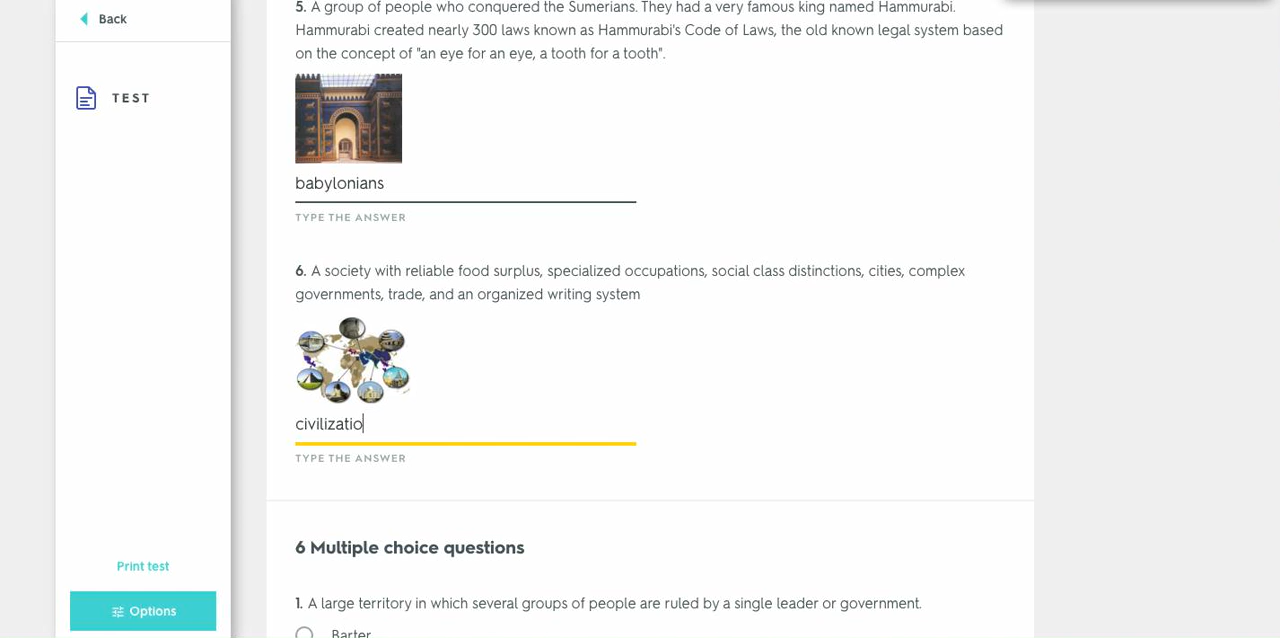 Back
TEST
5. A group of people who conquered the Sumerians. They had a very famous king named Hammurabi.
Hammurabi created nearly 300 laws known as Hammurabi's Code of Laws, the old known legal system based
on the concept of "an eye for an eye, a tooth for a tooth".
babylonians
TYPE THE ANSWER
6. A society with reliable food surplus, specialized occupations, social class distinctions, cities, complex
governments, trade, and an organized writing system
civilizatio
TYPE THE ANSWER
6 Multiple choice questions
1. A large territory in which several groups of people are ruled by a single leader or government.
Barter
Print test
Options